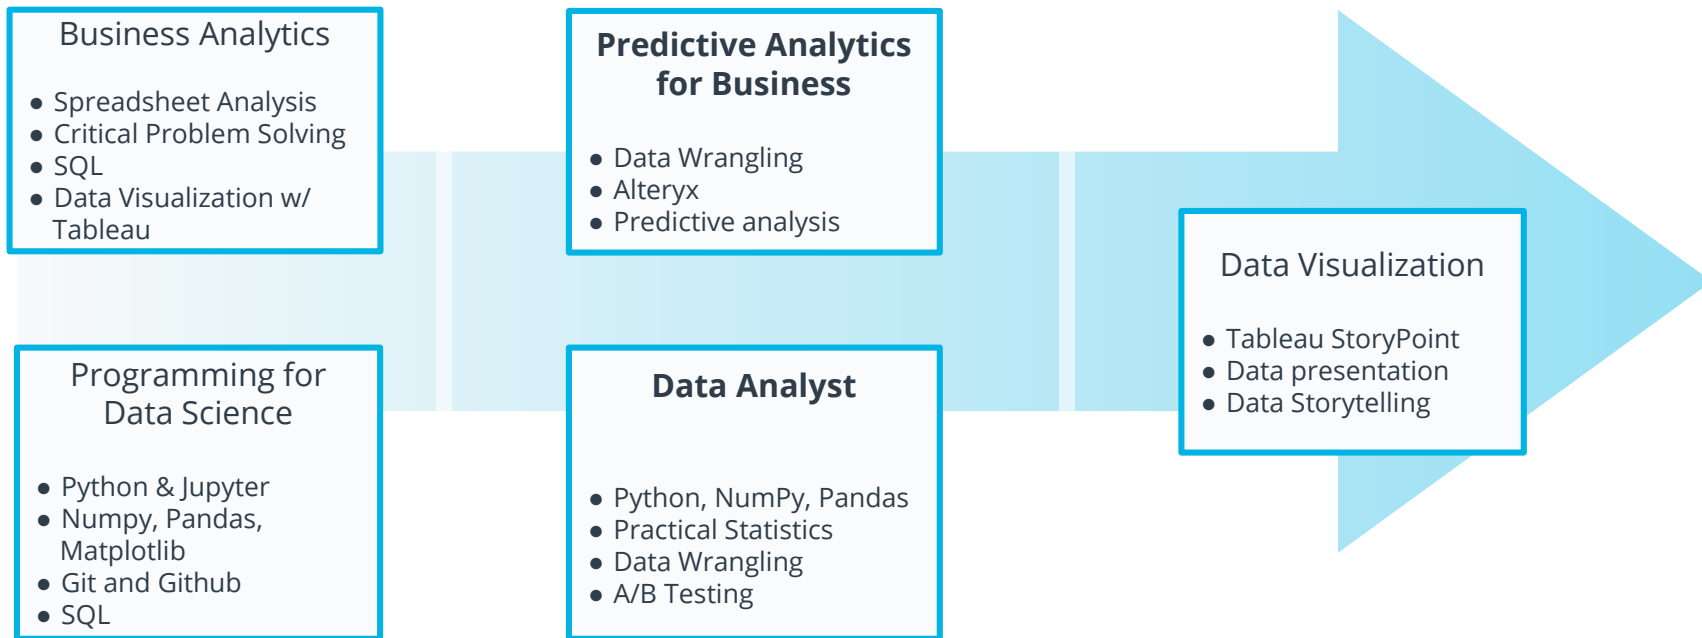 Business Analytics
● Spreadsheet Analysis
● Critical Problem Solving
● SQL
● Data Visualization w/
Tableau
Predictive Analytics
for Business
● Data Wrangling
● Alteryx
● Predictive analysis
Programming for
Data Science
● Python & Jupyter
● Numpy, Pandas,
Matplotlib
● Git and Github
● SQL
Data Analyst
● Python, NumPy, Pandas
● Practical Statistics
● Data Wrangling
● A/B Testing
Data Visualization
● Tableau StoryPoint
● Data presentation
● Data Storytelling